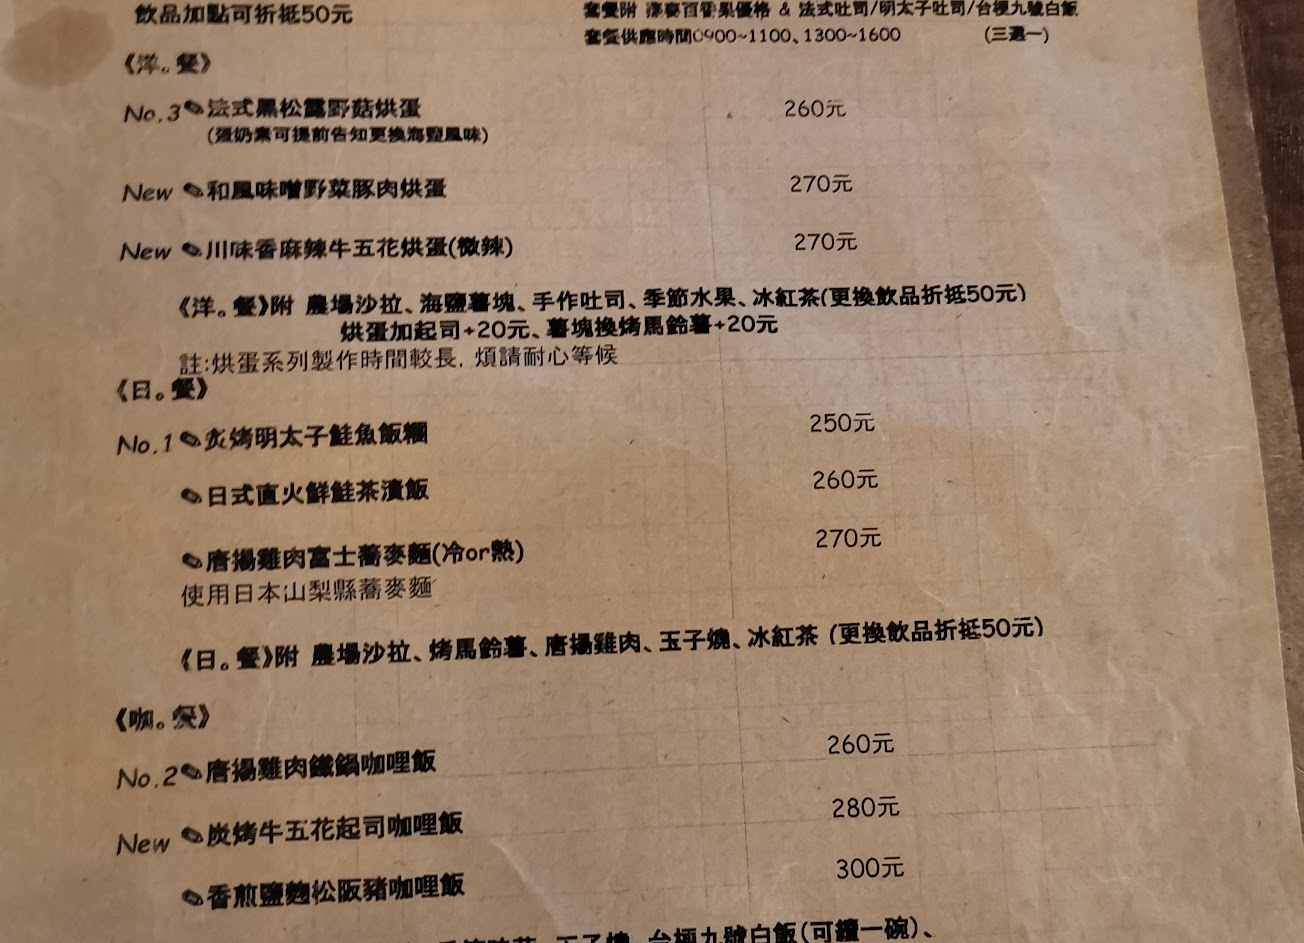 飲品加點可折抵50元
套餐附 燕麥百香果優格 & 法式吐司/明太子吐司/台梗九號白飯
套餐供應時間0900~1100、1300~1600 (三選一)
《洋。餐》
No.3 法式黑松露野菇烘蛋 260元
(蛋奶素可提前告知更換海鹽風味)
New 和風味噌野菜豚肉烘蛋 270元
New 川味香麻辣牛五花烘蛋(微辣) 270元
《洋。餐》附 農場沙拉、海鹽薯塊、手作吐司、季節水果、冰紅茶(更換飲品折抵50元)
烘蛋加起司+20元、薯塊換烤馬鈴薯+20元
註:烘蛋系列製作時間較長, 煩請耐心等候
《日。餐》
No.1 炙烤明太子鮭魚飯糰 250元
日式直火鮮鮭茶漬飯 260元
唐揚雞肉富士蕎麥麵(冷or熱) 270元
使用日本山梨縣蕎麥麵
《日。餐》附 農場沙拉、烤馬鈴薯、唐揚雞肉、玉子燒、冰紅茶 (更換飲品折抵50元)
《咖。餐》
No.2 唐揚雞肉鐵鍋咖哩飯 260元
New 炭烤牛五花起司咖哩飯 280元
香煎鹽麴松阪豬咖哩飯 300元
玉子燒、台梗九號白飯(可續一碗)、